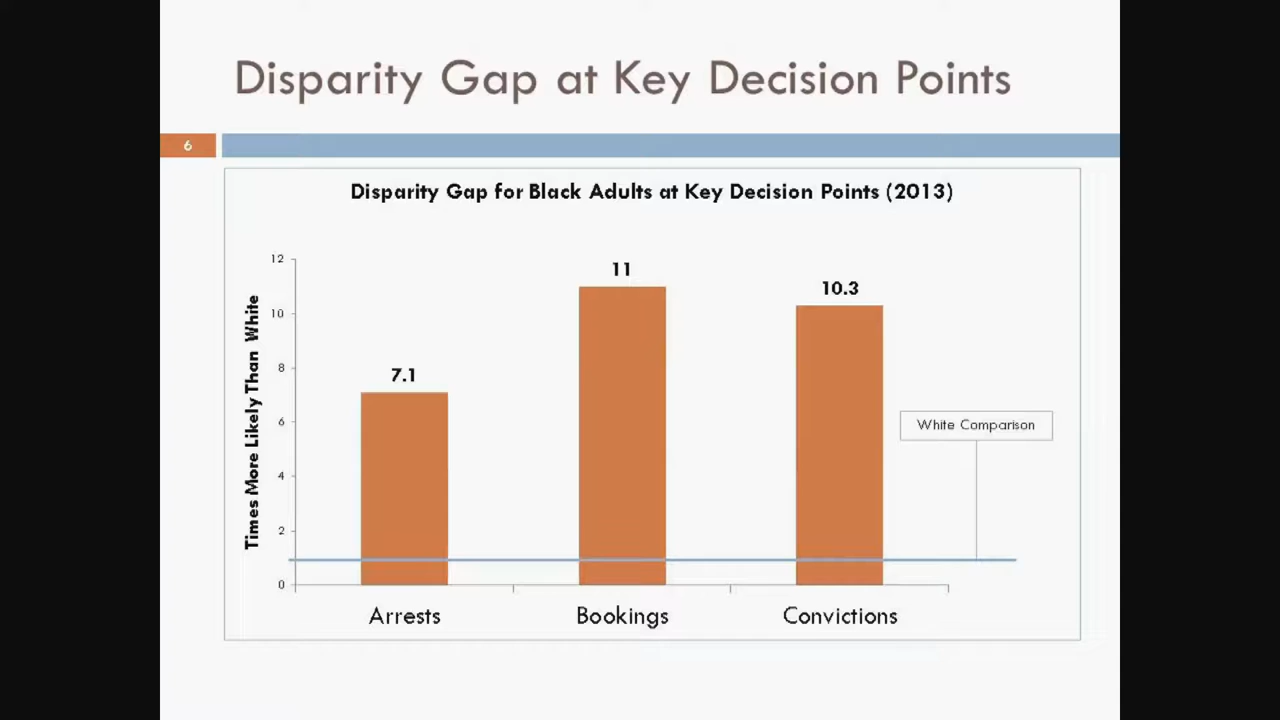 Disparity Gap at Key Decision Points
6
Disparity Gap for Black Adults at Key Decision Points (2013)
Times More Likely Than White
12
10
8
6
4
2
0
7.1
11
10.3
White Comparison
Arrests
Bookings
Convictions